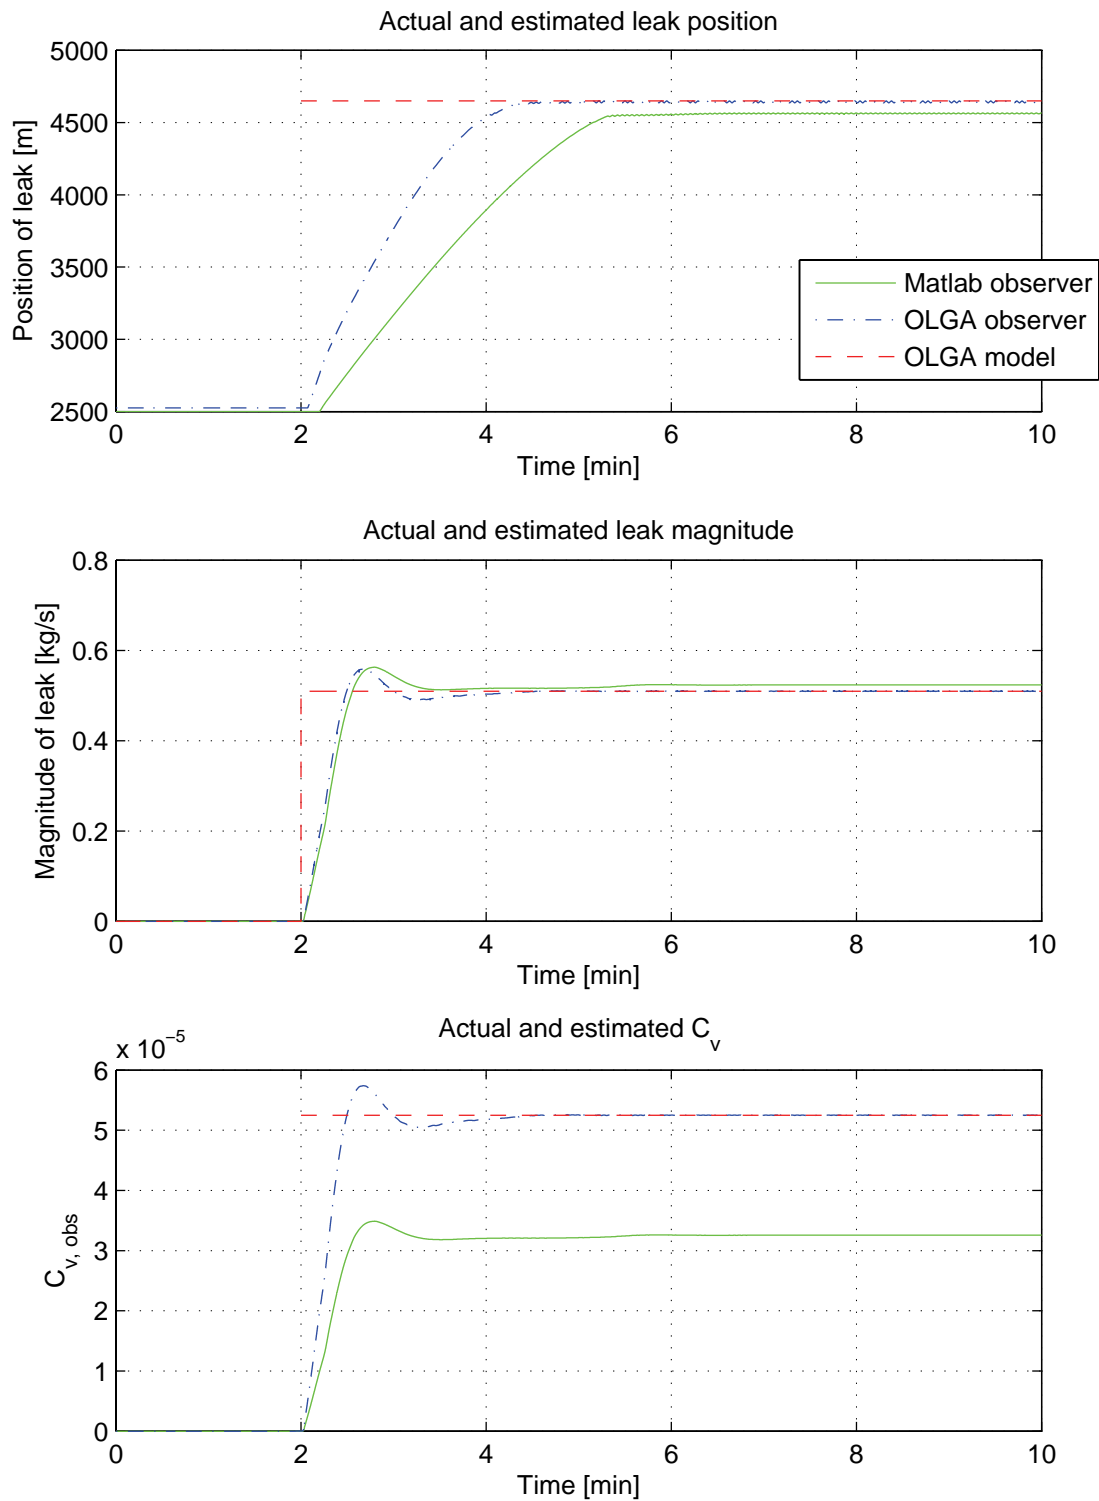 Actual and estimated leak position
5000
4500
4000
3500
3000
2500
Position of leak [m]
0 2 4 6 8 10
Time [min]
Matlab observer
OLGA observer
OLGA model
Actual and estimated leak magnitude
0.8
0.6
0.4
0.2
0
Magnitude of leak [kg/s]
0 2 4 6 8 10
Time [min]
Actual and estimated C_v
x 10^−5
6
5
4
3
2
1
0
C_v, obs
0 2 4 6 8 10
Time [min]